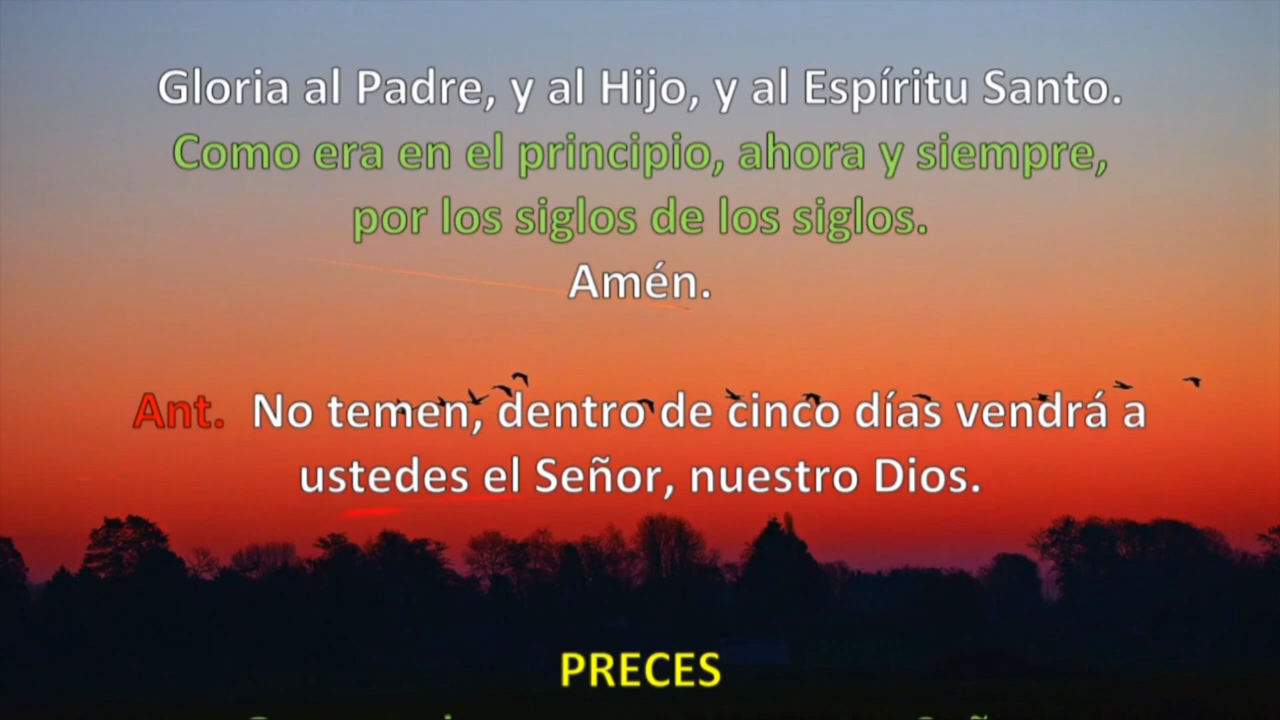 Gloria al Padre, y al Hijo, y al Espíritu Santo.
Como era en el principio, ahora y siempre,
por los siglos de los siglos.
Amén.
Ant. No temen, dentro de cinco días vendrá a
ustedes el Señor, nuestro Dios.
PRECES